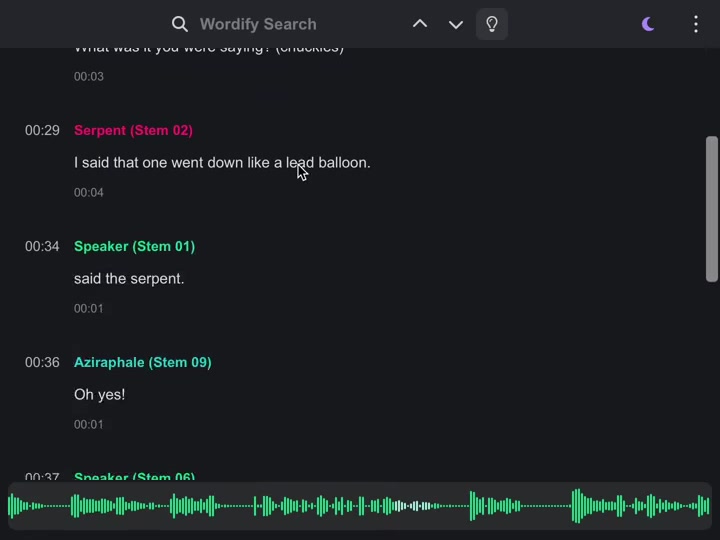 Wordify Search
What was it you were saying? (chuckles)
00:03
00:29 Serpent (Stem 02)
I said that one went down like a lead balloon.
00:04
00:34 Speaker (Stem 01)
said the serpent.
00:01
00:36 Aziraphale (Stem 09)
Oh yes!
00:01
00:37 Speaker (Stem 06)